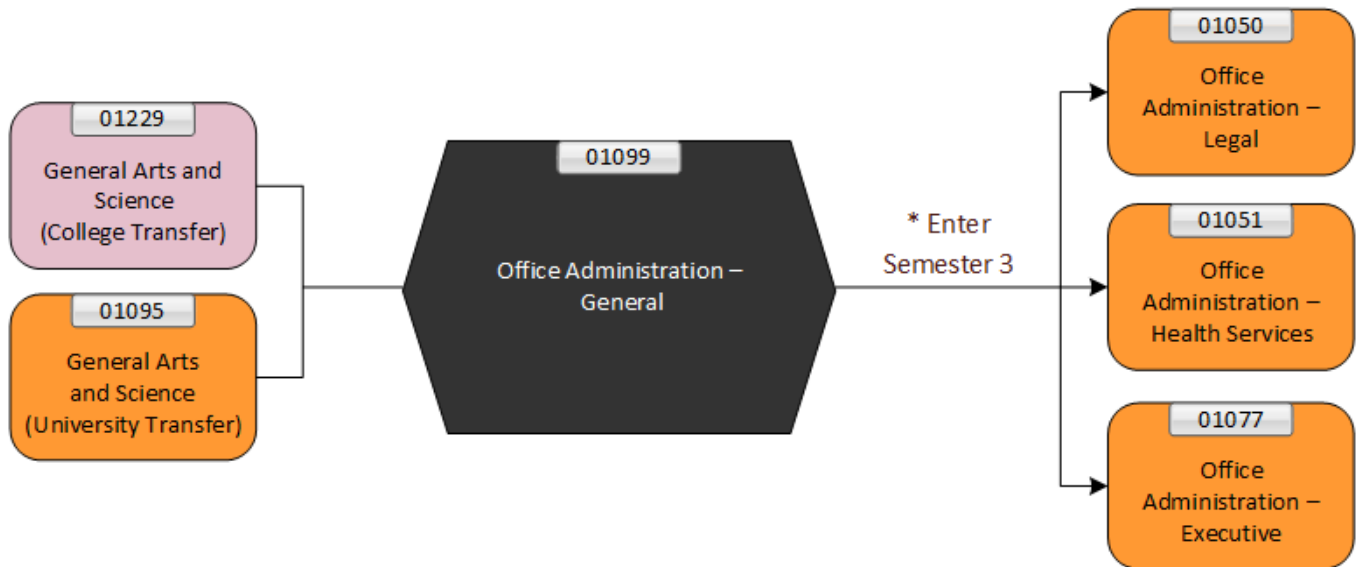 01229
General Arts and
Science
(College Transfer)
01095
General Arts
and Science
(University Transfer)
01099
Office Administration –
General
* Enter
Semester 3
01050
Office
Administration –
Legal
01051
Office
Administration –
Health Services
01077
Office
Administration –
Executive